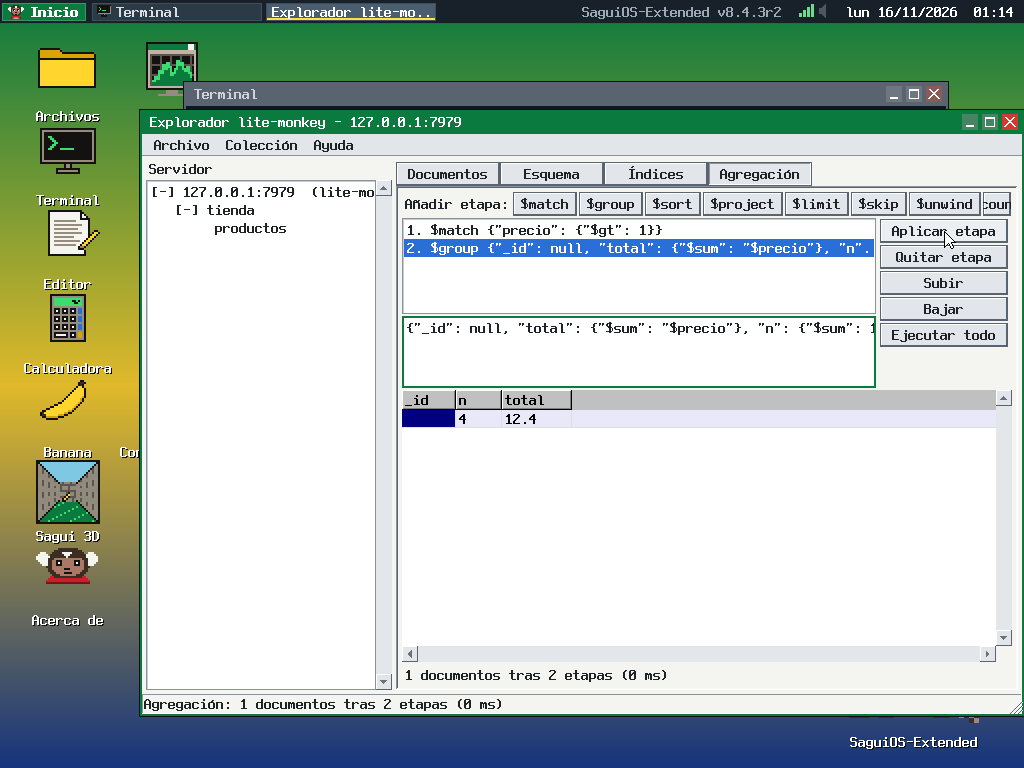 Inicio
Terminal
Explorador lite-mo..
SaguiOS-Extended v8.4.3r2
lun 16/11/2026 01:14
Archivos
Terminal
Editor
Calculadora
Banana
Sagui 3D
Acerca de
Terminal
Explorador lite-monkey - 127.0.0.1:7979
Archivo Colección Ayuda
Servidor
[-] 127.0.0.1:7979 (lite-mo
[-] tienda
productos
Documentos Esquema Índices Agregación
Añadir etapa: $match $group $sort $project $limit $skip $unwind
1. $match {"precio": {"$gt": 1}}
2. $group {"_id": null, "total": {"$sum": "$precio"}, "n".
Aplicar etapa
Quitar etapa
Subir
Bajar
Ejecutar todo
{"_id": null, "total": {"$sum": "$precio"}, "n": {"$sum": 1
_id n total
4 12.4
1 documentos tras 2 etapas (0 ms)
Agregación: 1 documentos tras 2 etapas (0 ms)
SaguiOS-Extended